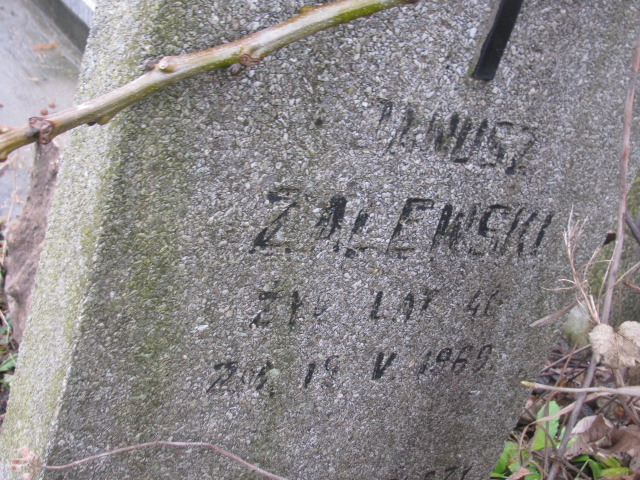 JANUSZ
ZALEWSKI
ŻYŁ LAT 46
ZM. 19 V. 1969.